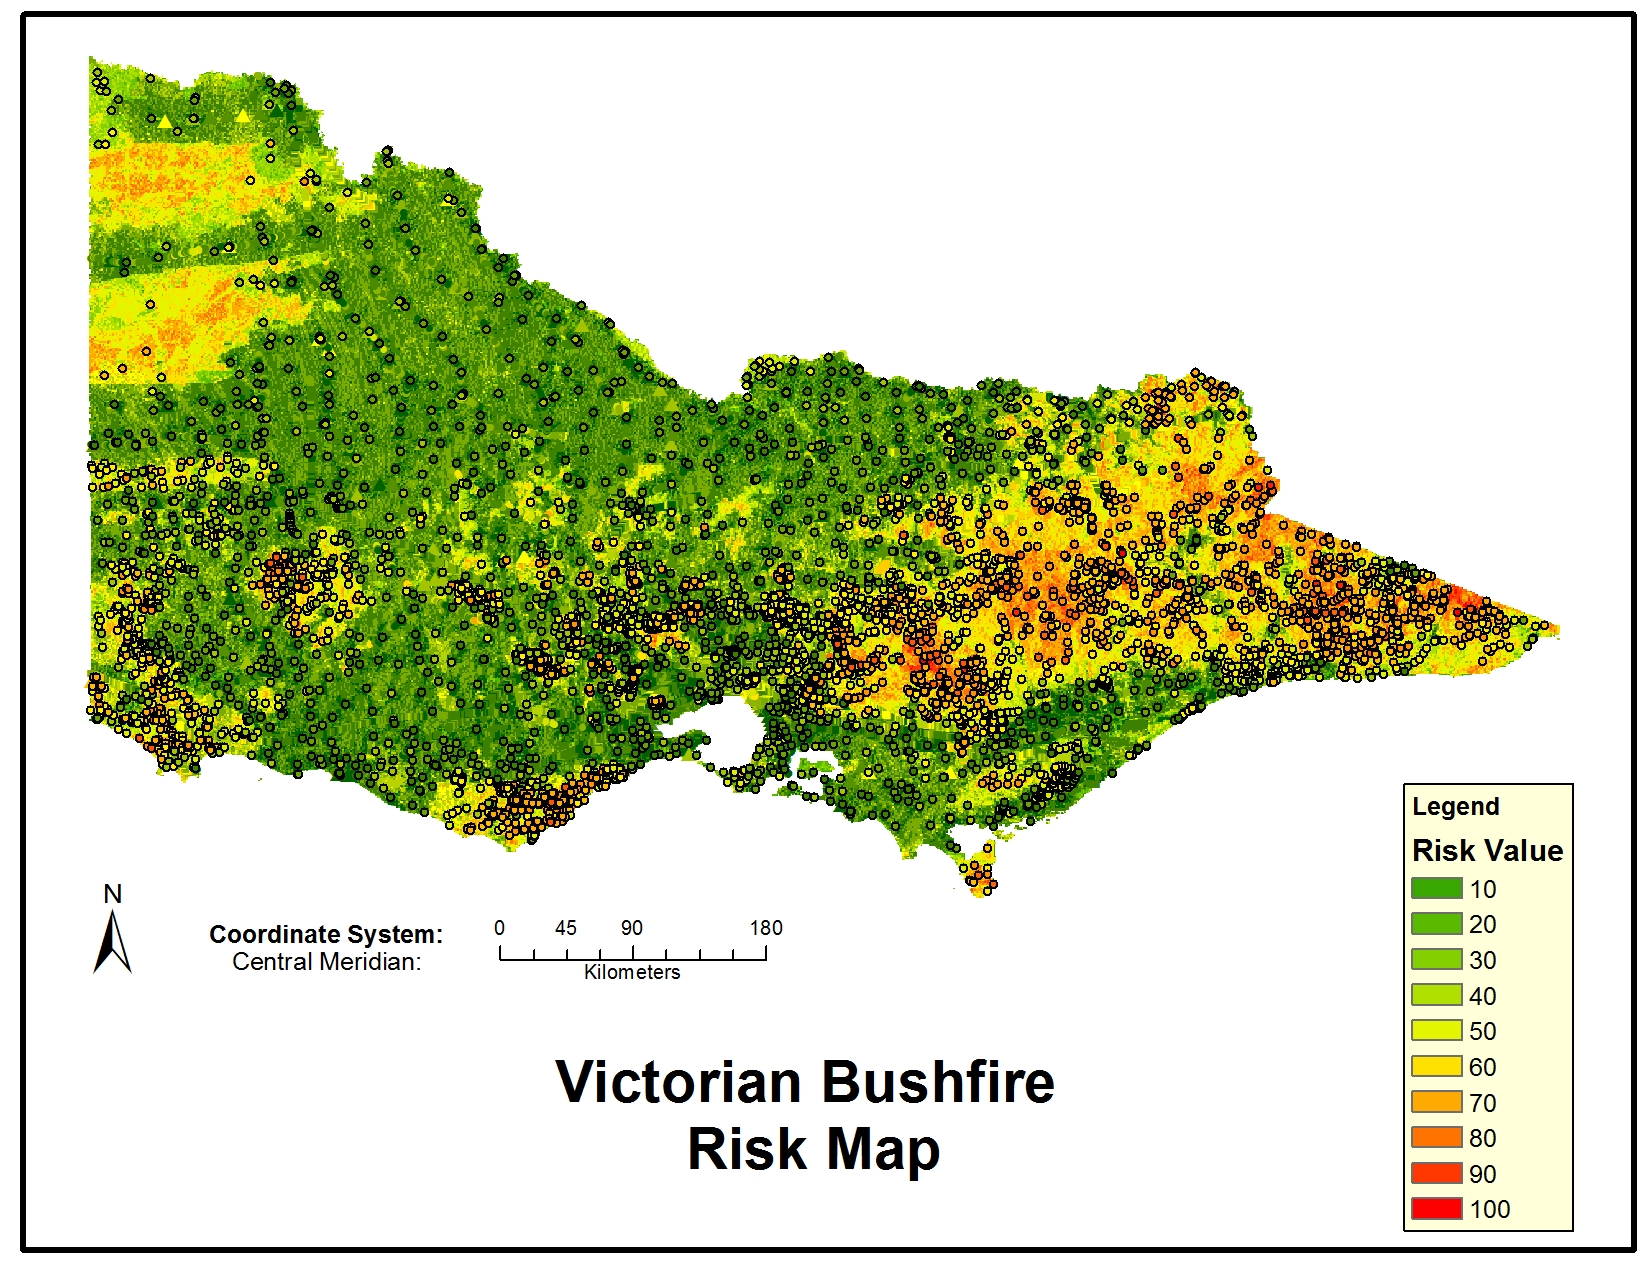 Legend
Risk Value
10
20
30
40
50
60
70
80
90
100
N
Coordinate System:
Central Meridian:
0 45 90 180
Kilometers
Victorian Bushfire
Risk Map